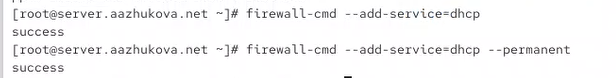 [root@server.aazhukova.net ~]# firewall-cmd --add-service=dhcp
success
[root@server.aazhukova.net ~]# firewall-cmd --add-service=dhcp --permanent
success